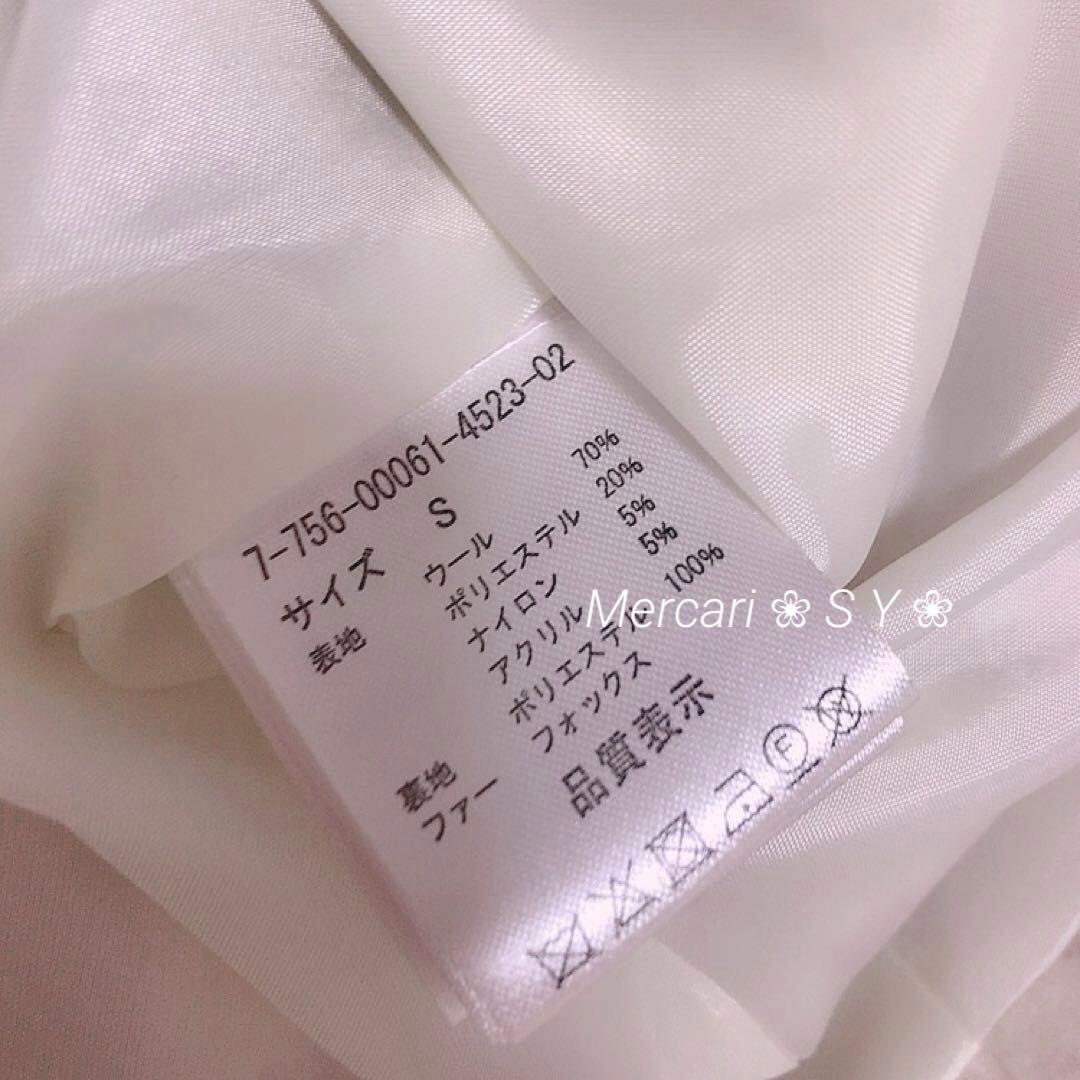 7-756-00061-4523-02
サイズ S
表地 ウール 70%
ポリエステル 20%
ナイロン 5%
アクリル 5%
裏地 ポリエステル 100%
ファー フォックス
品質表示
F
Mercari ❀ S Y ❀